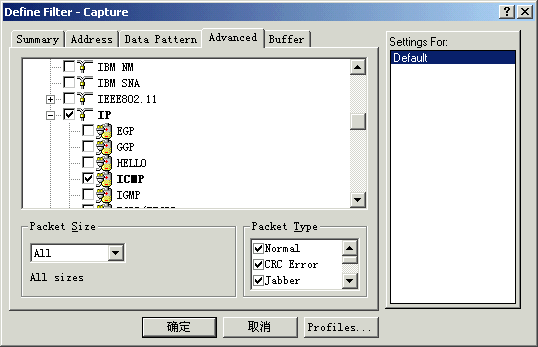 Define Filter - Capture
Summary Address Data Pattern Advanced Buffer
IBM NM
IBM SNA
IEEE802.11
IP
EGP
GGP
HELLO
ICMP
IGMP
Packet Size
All
All sizes
Packet Type
Normal
CRC Error
Jabber
Settings For:
Default
确定 取消 Profiles...